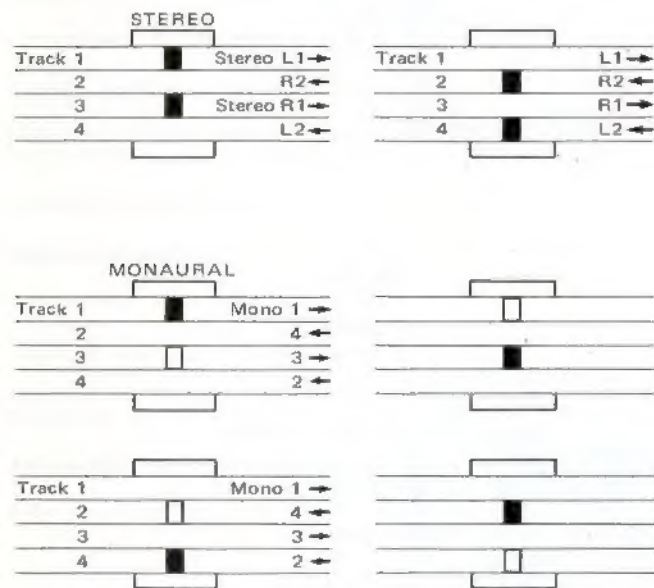 STEREO
Track 1 Stereo L1→
2 R2←
3 Stereo R1→
4 L2←
Track 1 L1→
2 R2←
3 R1→
4 L2←
MONAURAL
Track 1 Mono 1→
2 4←
3 3→
4 2←
Track 1 Mono 1→
2 4←
3 3→
4 2←